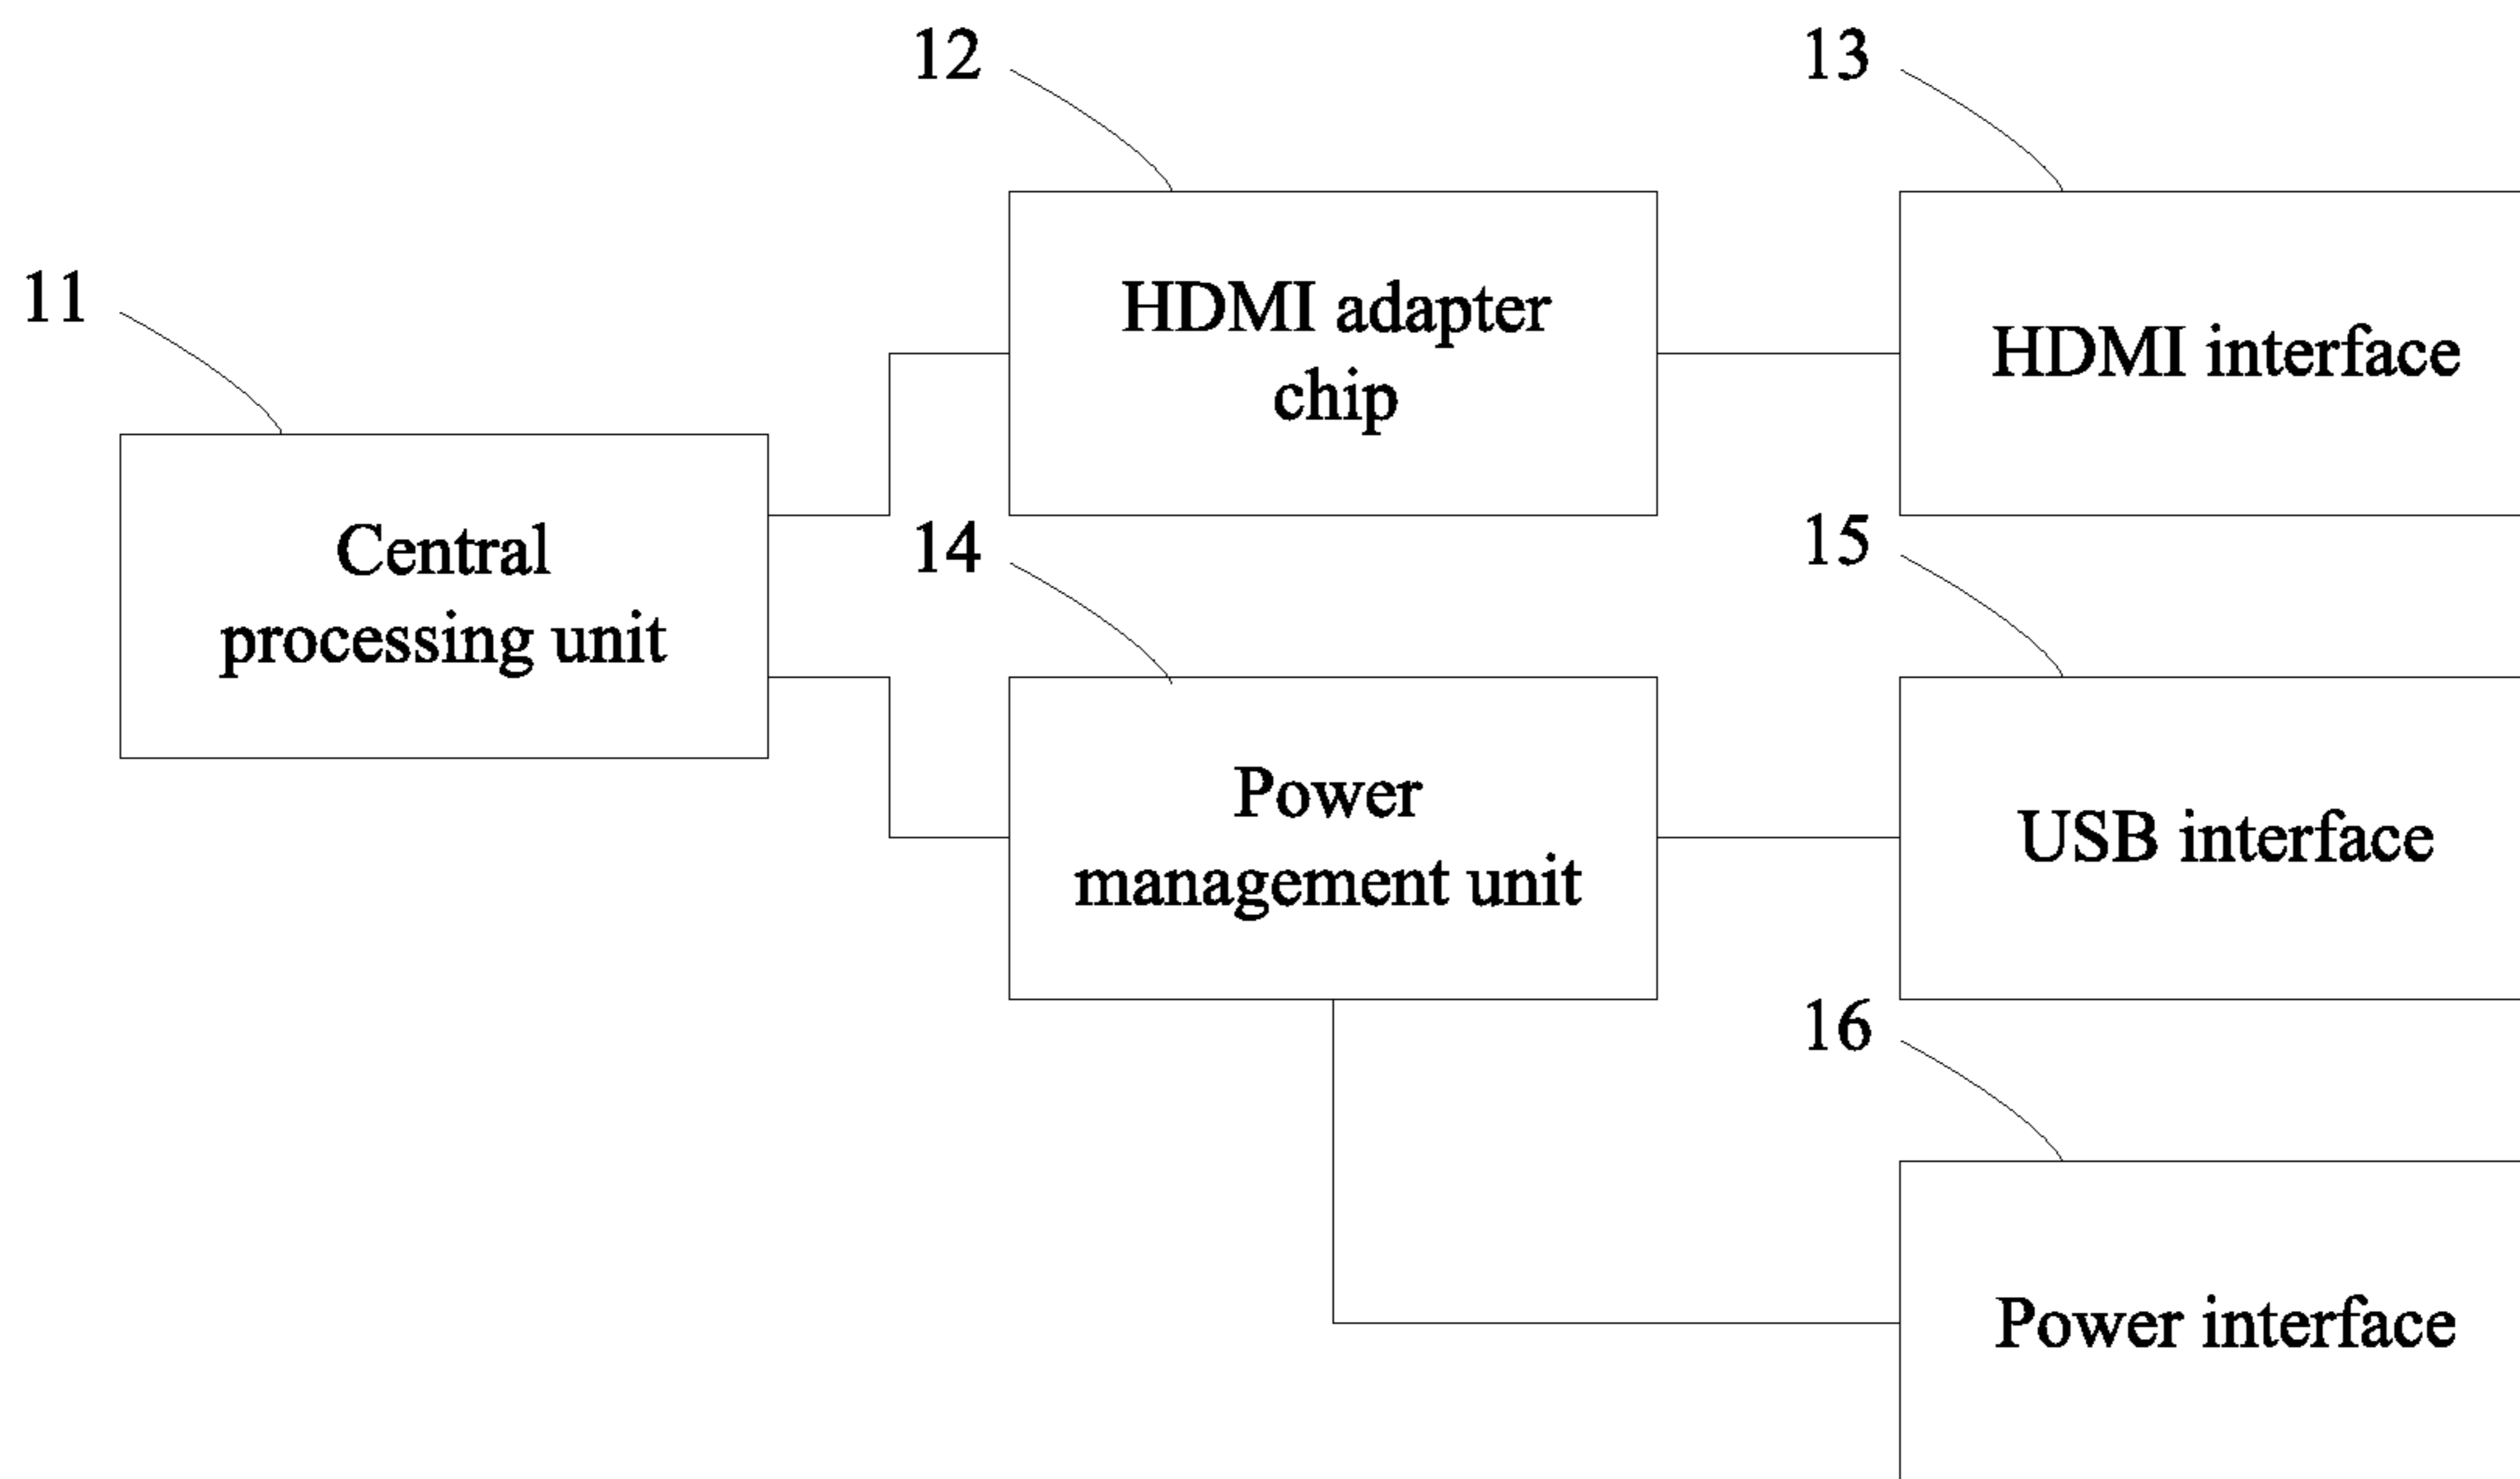 12
13
11
HDMI adapter
chip
HDMI interface
Central
processing unit
14
15
Power
management unit
USB interface
16
Power interface